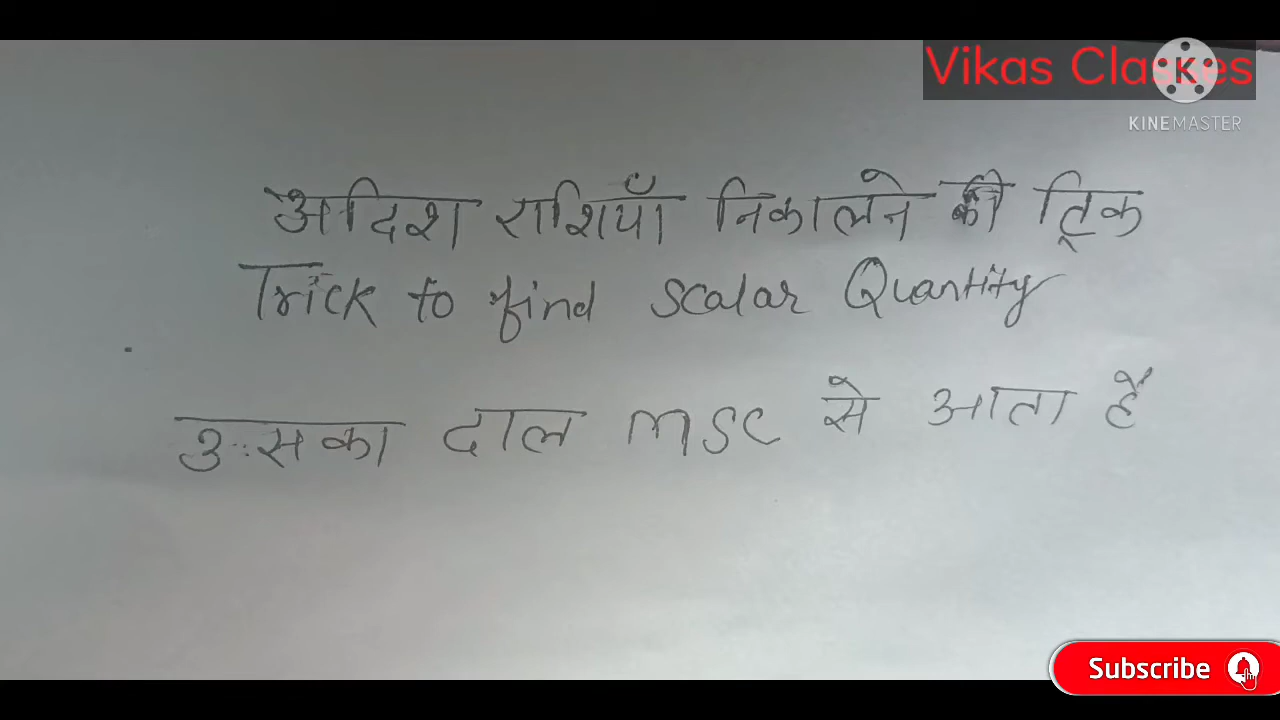 Vikas Classes
KINEMASTER
अदिश राशियाँ निकालने की ट्रिक
Trick to find Scalar Quantity
उसका दाल MSC से आता है
Subscribe